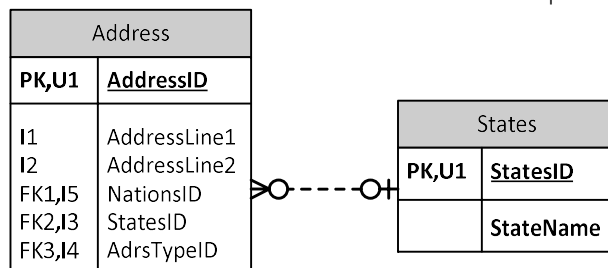 Address
PK,U1 AddressID
I1 AddressLine1
I2 AddressLine2
FK1,I5 NationsID
FK2,I3 StatesID
FK3,I4 AdrsTypeID
States
PK,U1 StatesID
StateName